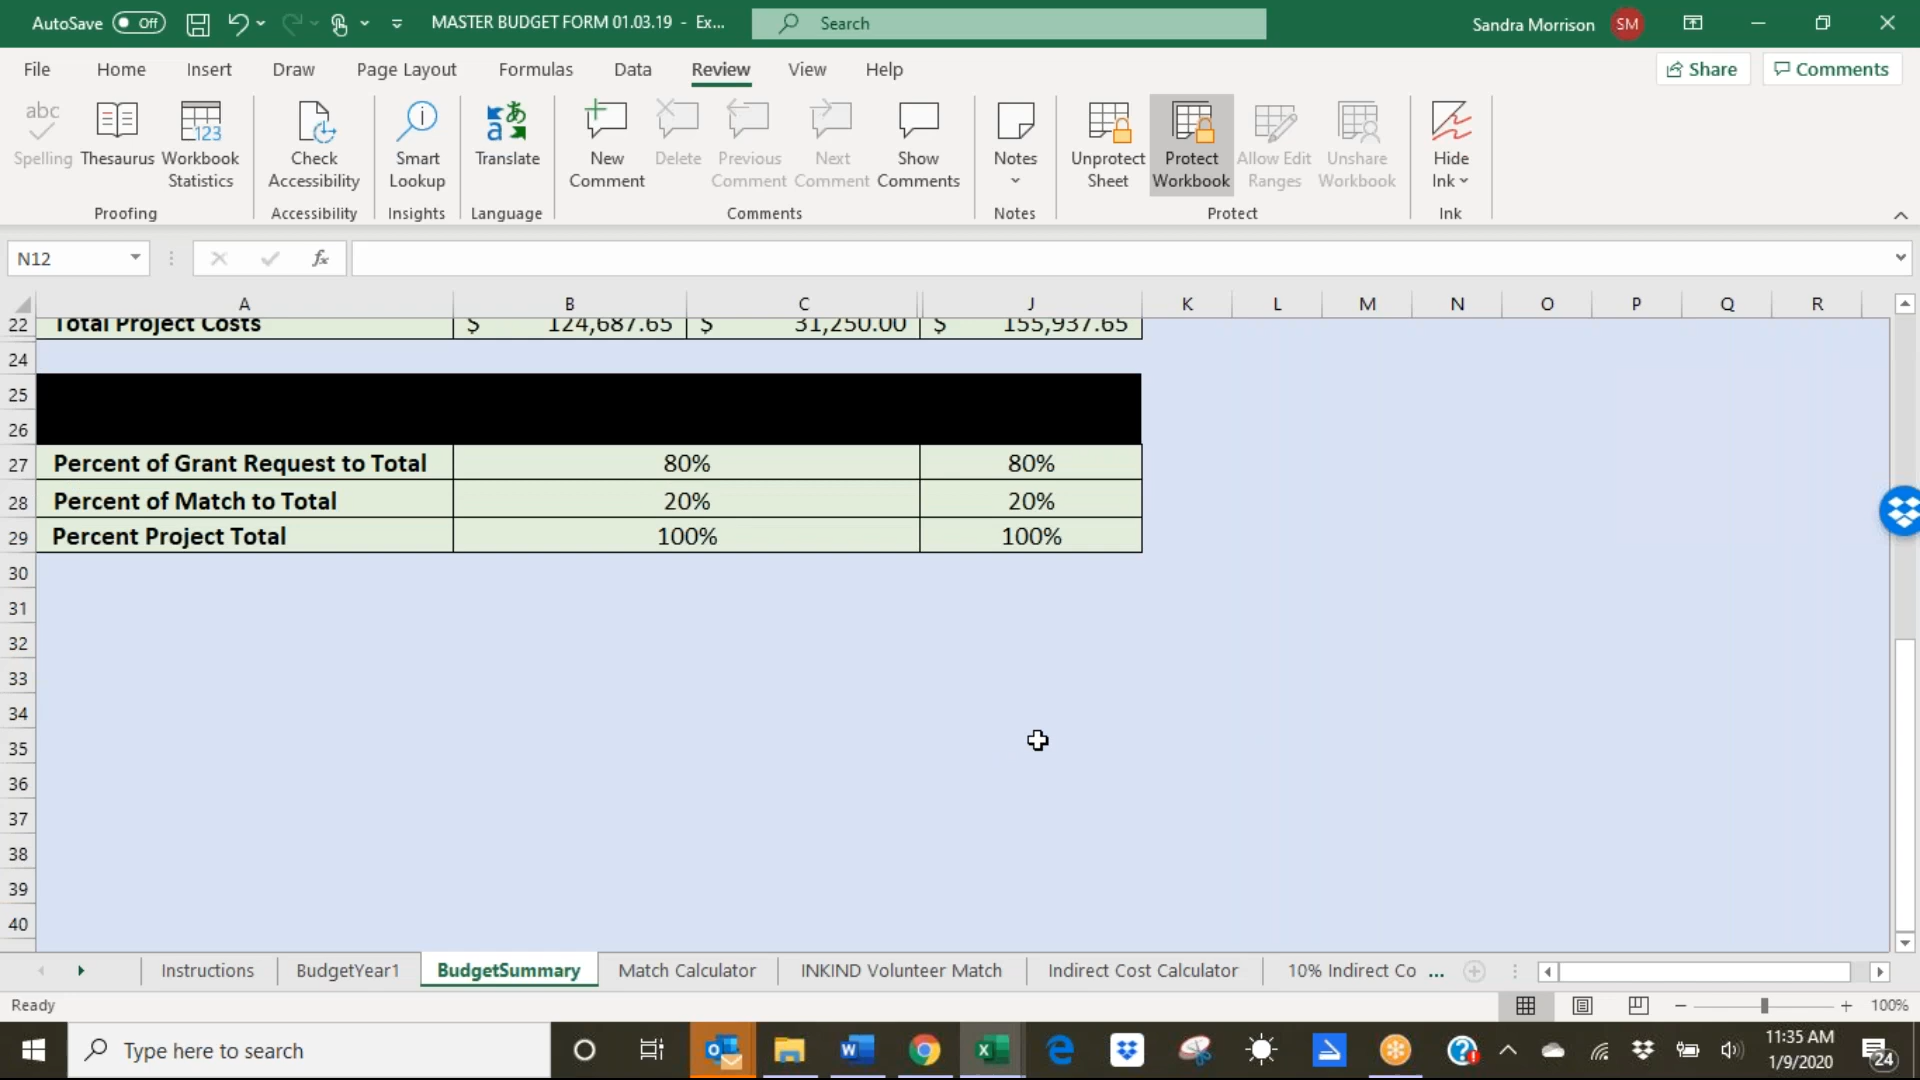 AutoSave Off MASTER BUDGET FORM 01.03.19 - Ex... Search Sandra Morrison SM
File Home Insert Draw Page Layout Formulas Data Review View Help Share Comments
abc 123 a あ
Spelling Thesaurus Workbook Statistics Check Accessibility Smart Lookup Translate New Comment Delete Previous Comment Next Comment Show Comments Notes Unprotect Sheet Protect Workbook Allow Edit Ranges Unshare Workbook Hide Ink
Proofing Accessibility Insights Language Comments Notes Protect Ink
N12 fx
A B C J K L M N O P Q R
22 Total Project Costs $ 124,687.65 $ 31,250.00 $ 155,937.65
24
25
26
27 Percent of Grant Request to Total 80% 80%
28 Percent of Match to Total 20% 20%
29 Percent Project Total 100% 100%
30
31
32
33
34
35
36
37
38
39
40
Instructions BudgetYear1 BudgetSummary Match Calculator INKIND Volunteer Match Indirect Cost Calculator 10% Indirect Co ...
Ready 100%
Type here to search 11:35 AM
1/9/2020 24